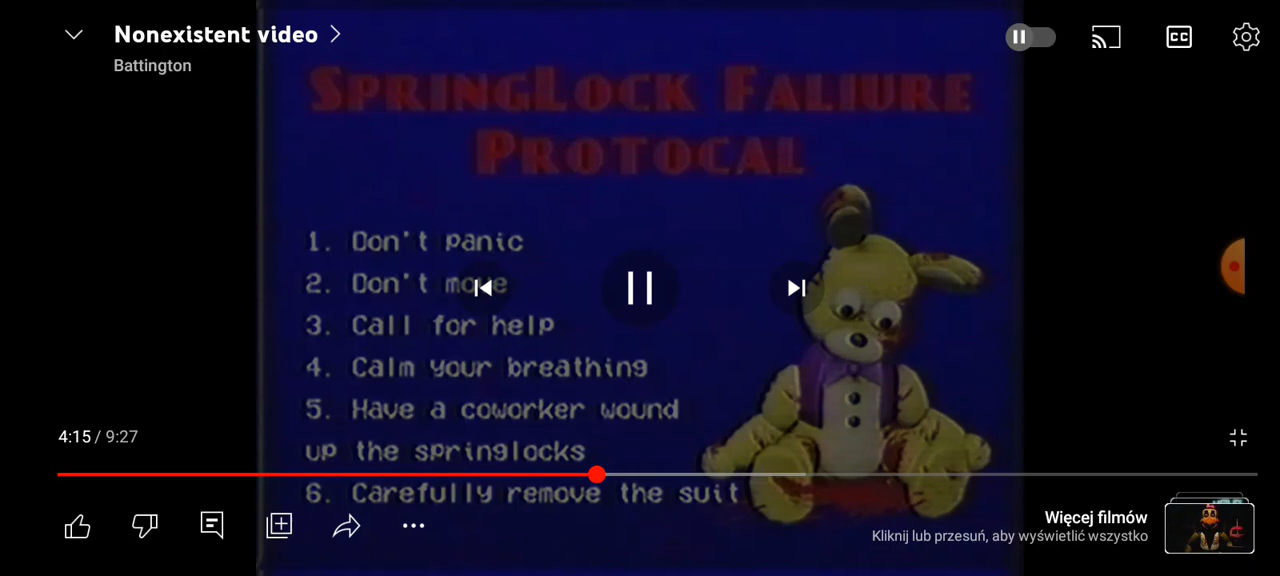 Nonexistent video
Battington
CC
SpringLock Faliure
Protocal
1. Don't panic
2. Don't move
3. Call for help
4. Calm your breathing
5. Have a coworker wound
up the springlocks
6. Carefully remove the suit
4:15 / 9:27
Więcej filmów
Kliknij lub przesuń, aby wyświetlić wszystko